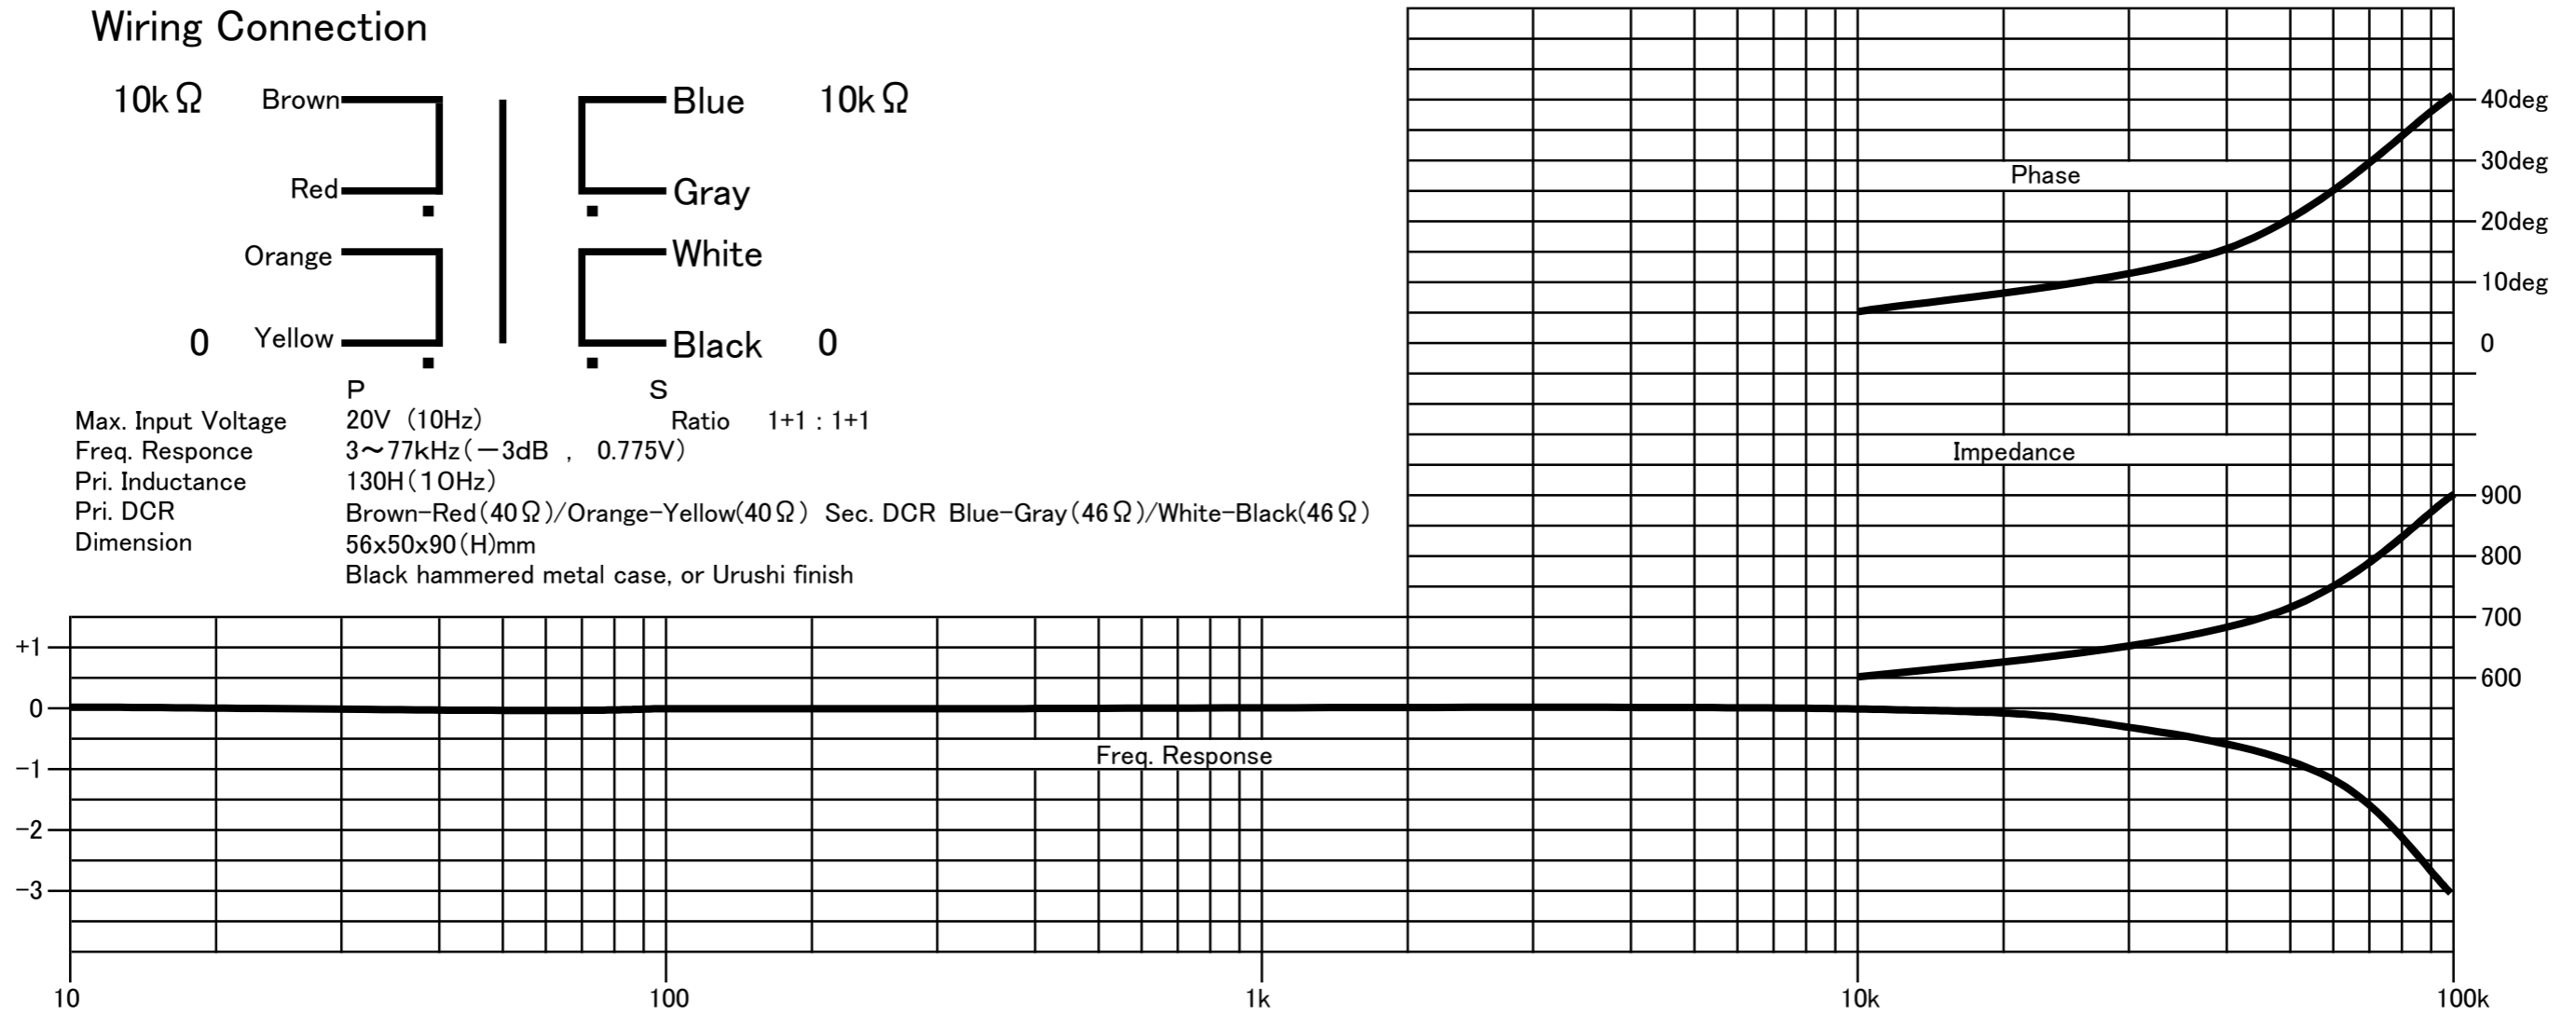 Wiring Connection
10kΩ Brown Blue 10kΩ
Red Gray
Orange White
0 Yellow Black 0
P S
Max. Input Voltage 20V (10Hz) Ratio 1+1 : 1+1
Freq. Responce 3～77kHz(－3dB , 0.775V)
Pri. Inductance 130H(10Hz)
Pri. DCR Brown-Red(40Ω)/Orange-Yellow(40Ω) Sec. DCR Blue-Gray(46Ω)/White-Black(46Ω)
Dimension 56x50x90(H)mm
Black hammered metal case, or Urushi finish
40deg
30deg
Phase
20deg
10deg
0
Impedance
900
800
700
600
+1
0
Freq. Response
-1
-2
-3
10 100 1k 10k 100k